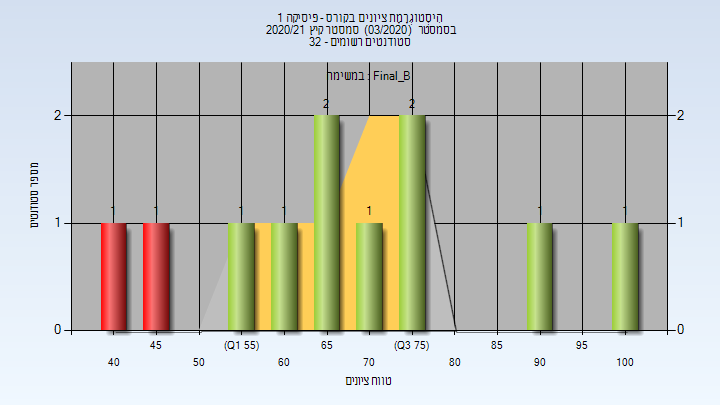 היסטוגרמת ציונים בקורס - פיסיקה 1
בסמסטר (03/2020) סמסטר קיץ 2020/21
סטודנטים רשומים - 32
במשימה : Final_B
מספר סטודנטים
2 2
1 1
0 0
1 1 1 1 2 1 2 1 1
45 (Q1 55) 65 (Q3 75) 85 95
40 50 60 70 80 90 100
טווח ציונים